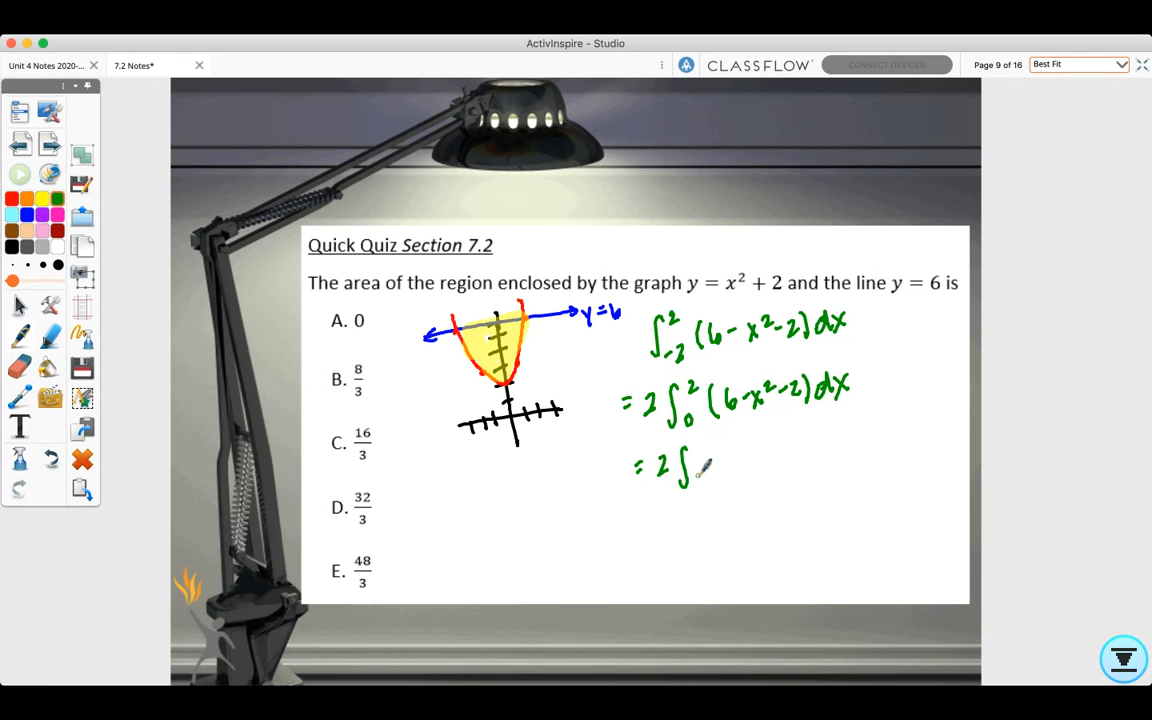 ActivInspire - Studio
Unit 4 Notes 2020-...
7.2 Notes*
CLASSFLOW
CONNECT DEVICES
Page 9 of 16
Best Fit
Quick Quiz Section 7.2
The area of the region enclosed by the graph y = x² + 2 and the line y = 6 is
A. 0
B. 8/3
C. 16/3
D. 32/3
E. 48/3
y=6
∫₋₂² (6-x²-2) dx
= 2 ∫₀² (6-x²-2) dx
= 2 ∫
T